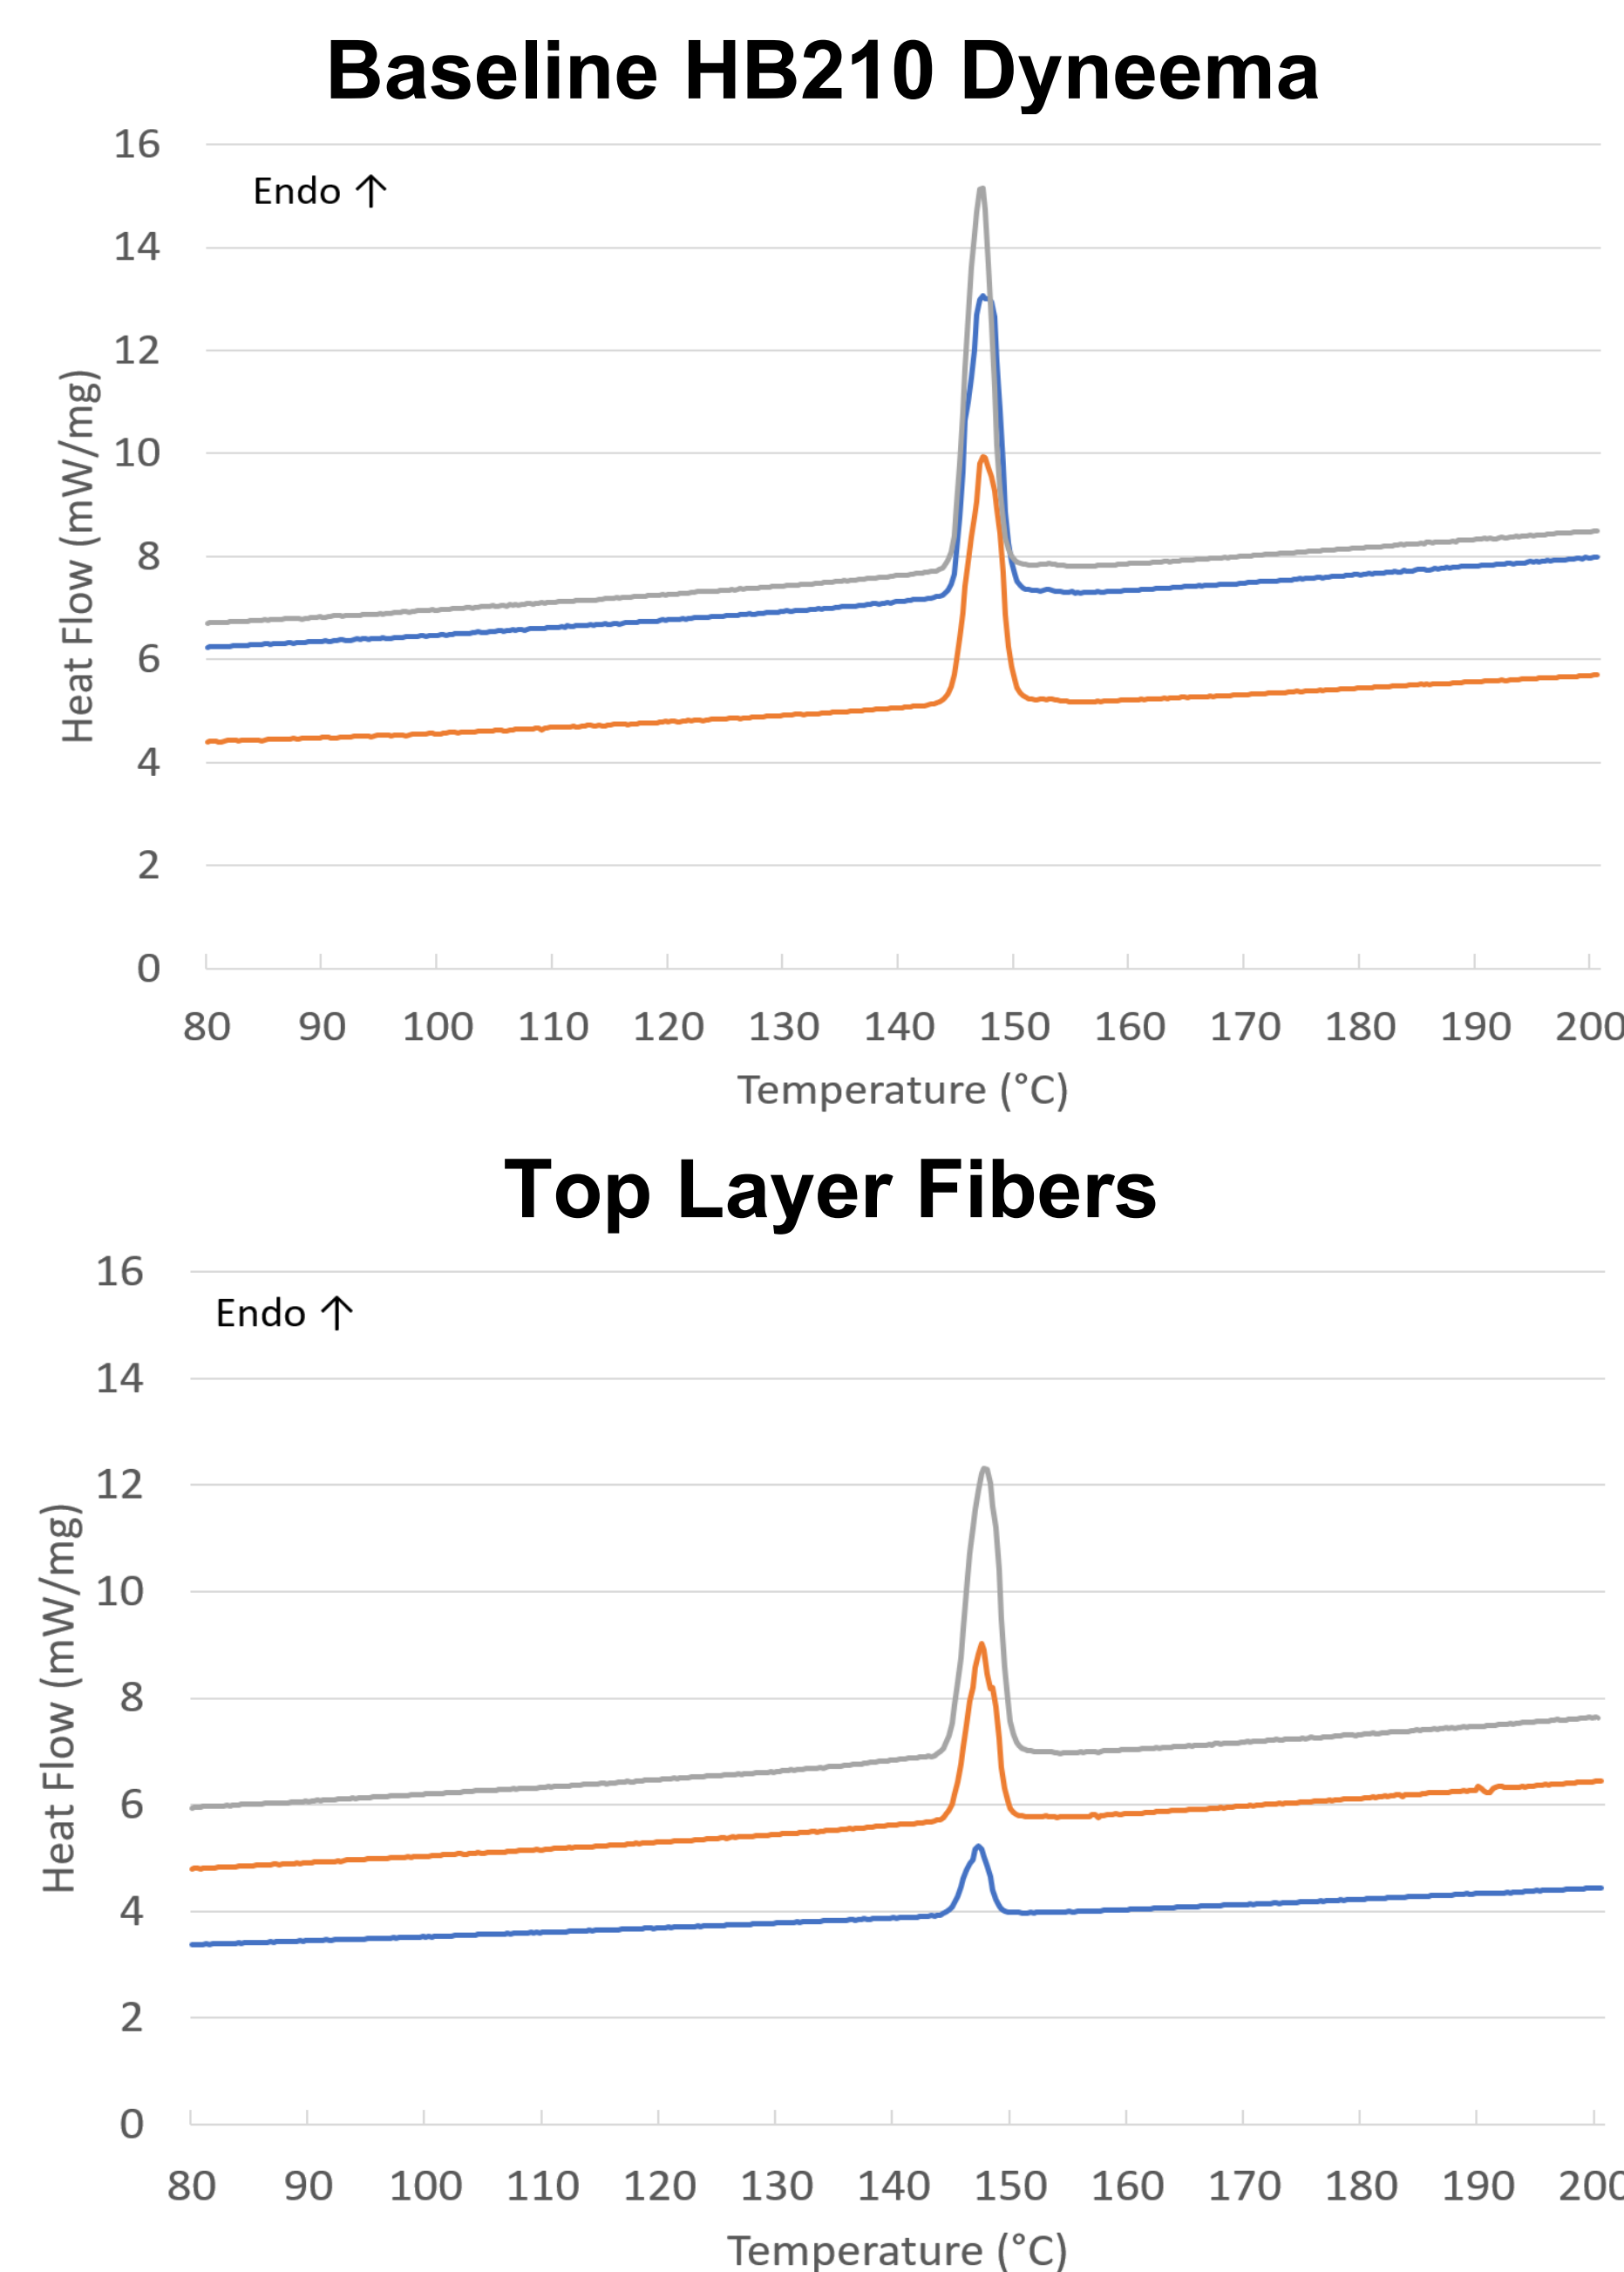 Baseline HB210 Dyneema
16
Endo ↑
14
12
10
8
6
4
2
0
Heat Flow (mW/mg)
80 90 100 110 120 130 140 150 160 170 180 190 200
Temperature (°C)
Top Layer Fibers
16
Endo ↑
14
12
10
8
6
4
2
0
Heat Flow (mW/mg)
80 90 100 110 120 130 140 150 160 170 180 190 200
Temperature (°C)